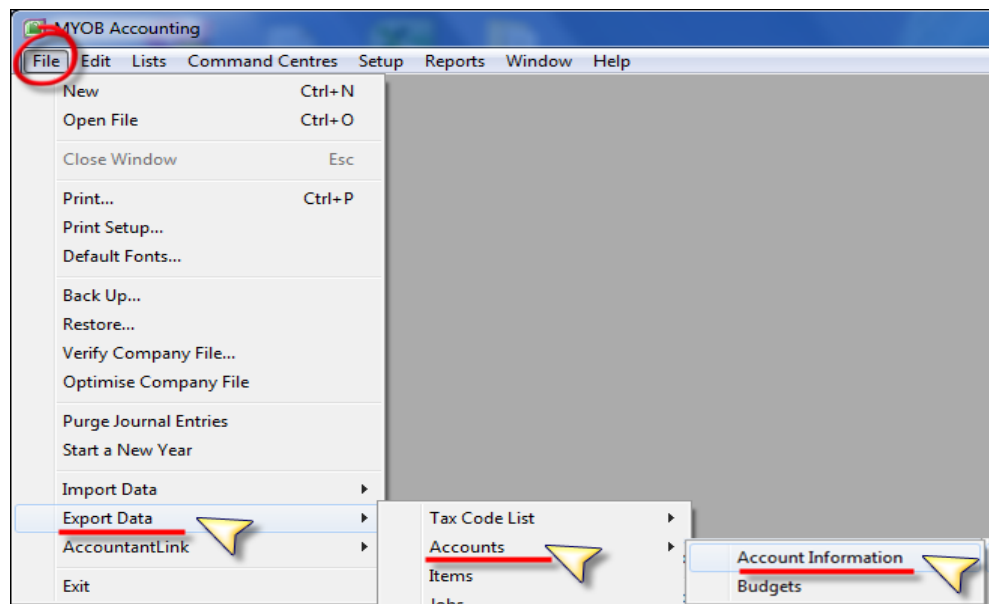 MYOB Accounting
File Edit Lists Command Centres Setup Reports Window Help
New Ctrl+N
Open File Ctrl+O
Close Window Esc
Print... Ctrl+P
Print Setup...
Default Fonts...
Back Up...
Restore...
Verify Company File...
Optimise Company File
Purge Journal Entries
Start a New Year
Import Data
Export Data
AccountantLink
Exit
Tax Code List
Accounts
Items
Jobs
Account Information
Budgets